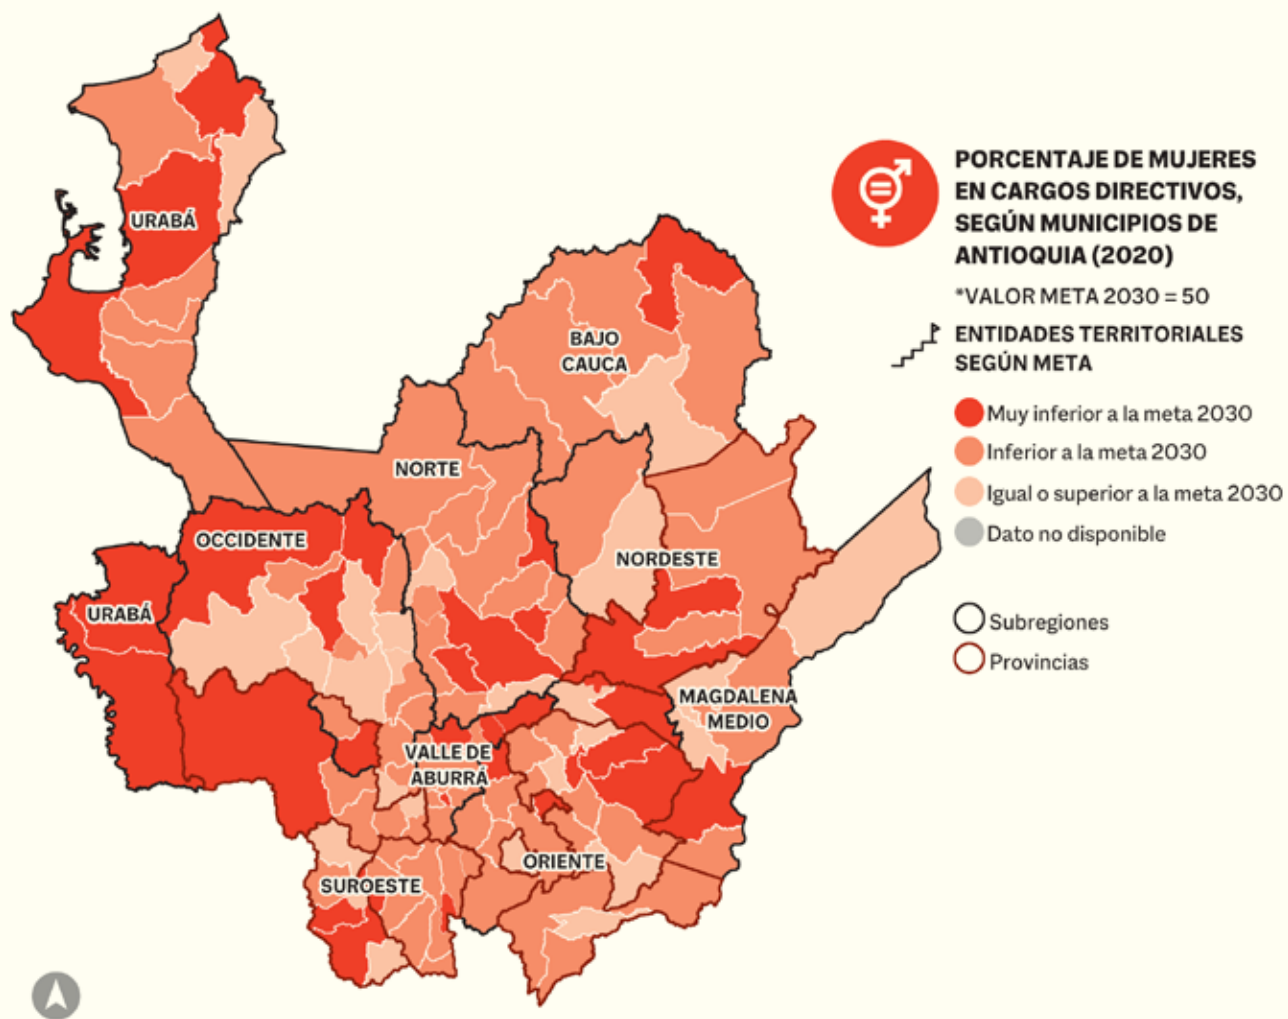 PORCENTAJE DE MUJERES
EN CARGOS DIRECTIVOS,
SEGÚN MUNICIPIOS DE
ANTIOQUIA (2020)
*VALOR META 2030 = 50
ENTIDADES TERRITORIALES
SEGÚN META
Muy inferior a la meta 2030
Inferior a la meta 2030
Igual o superior a la meta 2030
Dato no disponible
Subregiones
Provincias
URABÁ
BAJO
CAUCA
NORTE
OCCIDENTE
NORDESTE
URABÁ
MAGDALENA
MEDIO
VALLE DE
ABURRÁ
ORIENTE
SUROESTE